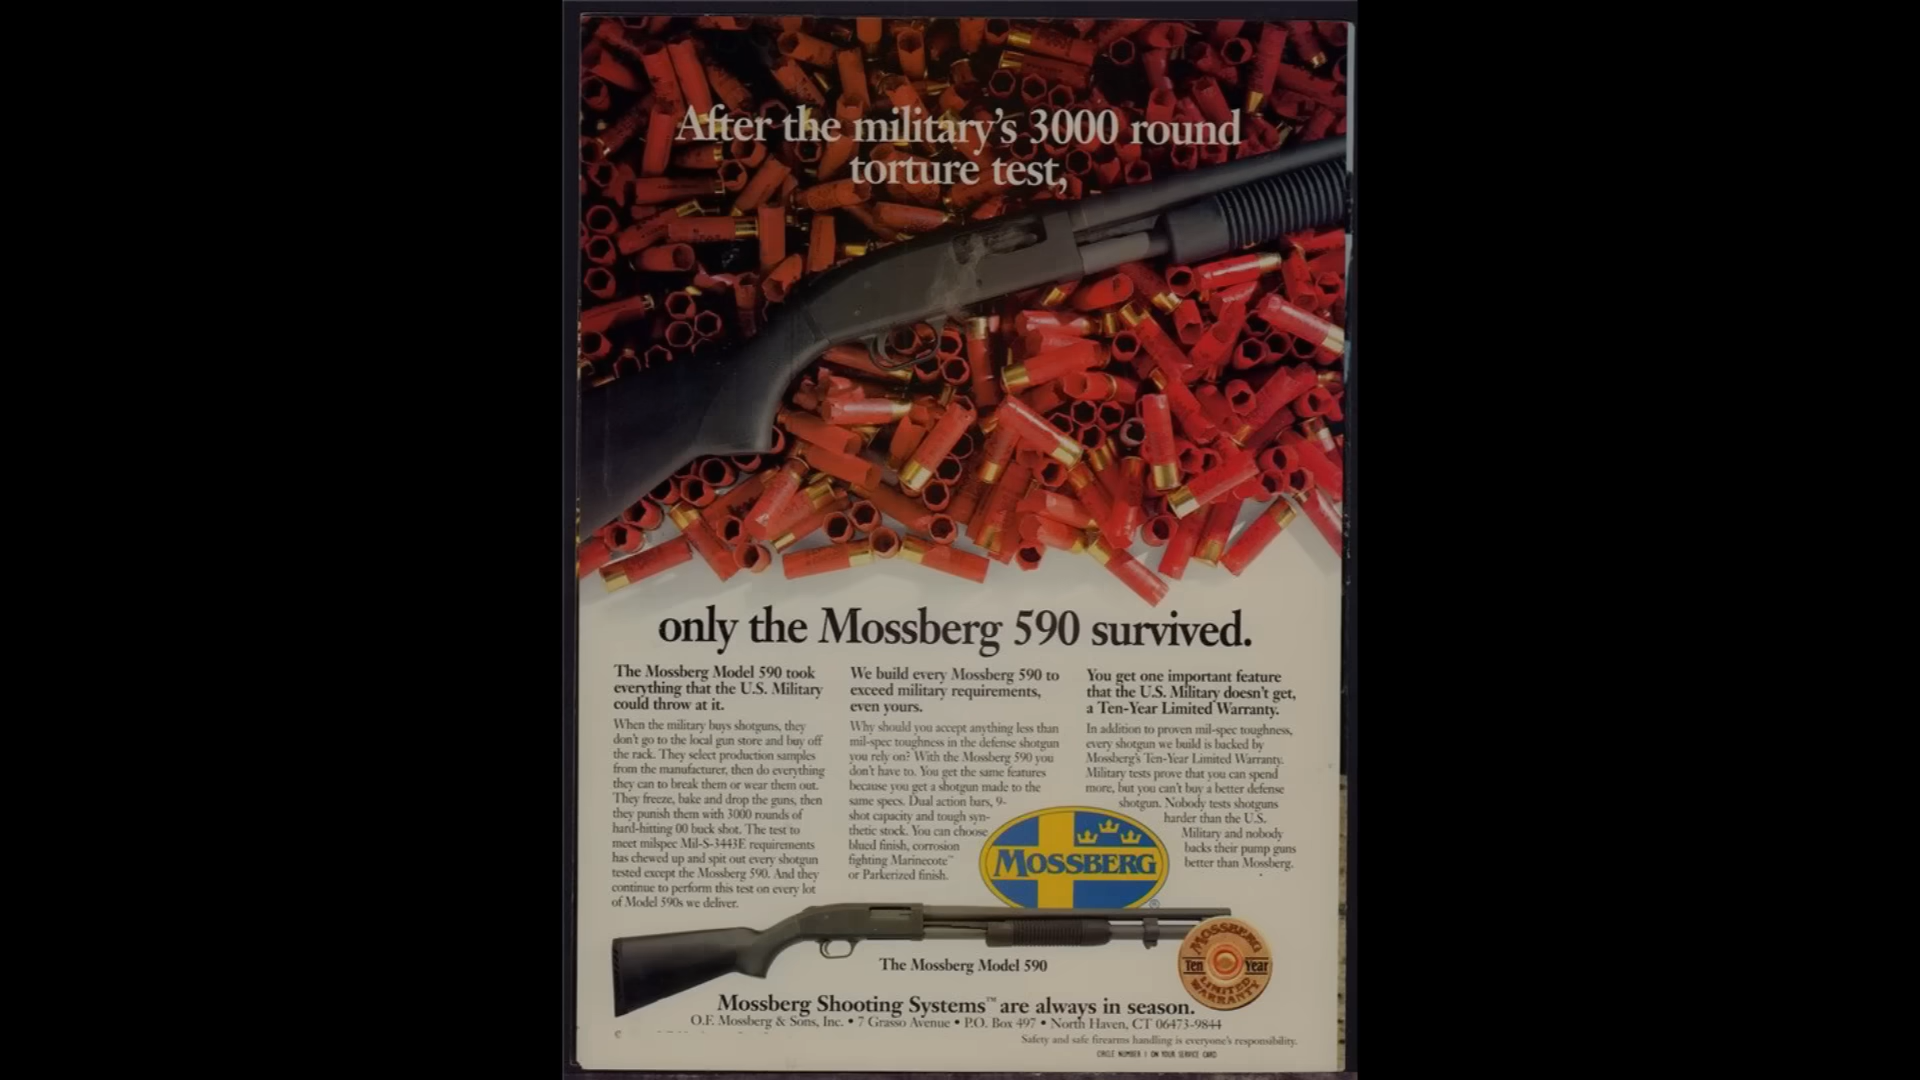 After the military's 3000 round
torture test,
only the Mossberg 590 survived.
The Mossberg Model 590 took
everything that the U.S. Military
could throw at it.
When the military buys shotguns, they
don't go to the local gun store and buy off
the rack. They select production samples
from the manufacturer, then do everything
they can to break them or wear them out.
They freeze, bake and drop the guns, then
they punish them with 3000 rounds of
hard-hitting 00 buck shot. The test to
meet milspec Mil-S-3443E requirements
has chewed up and spit out every shotgun
tested except the Mossberg 590. And they
continue to perform this test on every lot
of Model 590s we deliver.
We build every Mossberg 590 to
exceed military requirements,
even yours.
Why should you accept anything less than
mil-spec toughness in the defense shotgun
you rely on? With the Mossberg 590 you
don't have to. You get the same features
because you get a shotgun made to the
same specs. Dual action bars, 9-
shot capacity and tough syn-
thetic stock. You can choose
blued finish, corrosion
fighting Marinecote™
or Parkerized finish.
You get one important feature
that the U.S. Military doesn't get,
a Ten-Year Limited Warranty.
In addition to proven mil-spec toughness,
every shotgun we build is backed by
Mossberg's Ten-Year Limited Warranty.
Military tests prove that you can spend
more, but you can't buy a better defense
shotgun. Nobody tests shotguns
harder than the U.S.
Military and nobody
backs their pump guns
better than Mossberg.
MOSSBERG
®
The Mossberg Model 590
MOSSBERG
Ten Year
LIMITED
WARRANTY
Mossberg Shooting Systems™ are always in season.
O.F. Mossberg & Sons, Inc. • 7 Grasso Avenue • P.O. Box 497 • North Haven, CT 06473-9844
Safety and safe firearms handling is everyone's responsibility.
CIRCLE NUMBER 1 ON YOUR SERVICE CARD